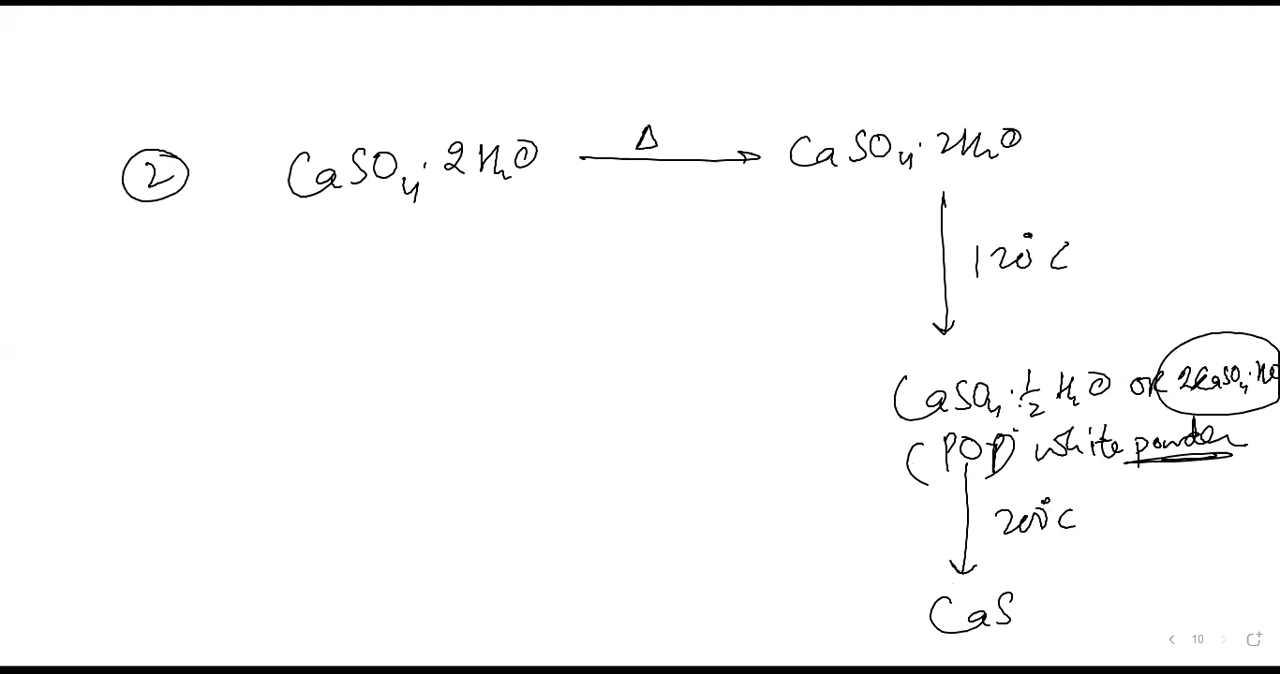 ② CaSO₄·2H₂O —Δ→ CaSO₄·2H₂O
120°C
CaSO₄·½H₂O or 2CaSO₄·H₂O
(POP) white powder
200°C
CaS
< 10 >